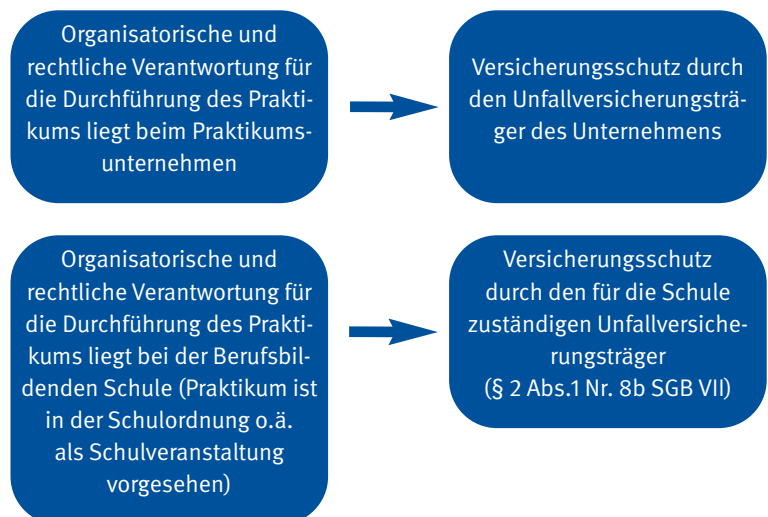 Organisatorische und
rechtliche Verantwortung für
die Durchführung des Prakti-
kums liegt beim Praktikums-
unternehmen
Versicherungsschutz durch
den Unfallversicherungsträ-
ger des Unternehmens
Organisatorische und
rechtliche Verantwortung für
die Durchführung des Prakti-
kums liegt bei der Berufsbil-
denden Schule (Praktikum ist
in der Schulordnung o.ä.
als Schulveranstaltung
vorgesehen)
Versicherungsschutz
durch den für die Schule
zuständigen Unfallversiche-
rungsträger
(§ 2 Abs.1 Nr. 8b SGB VII)